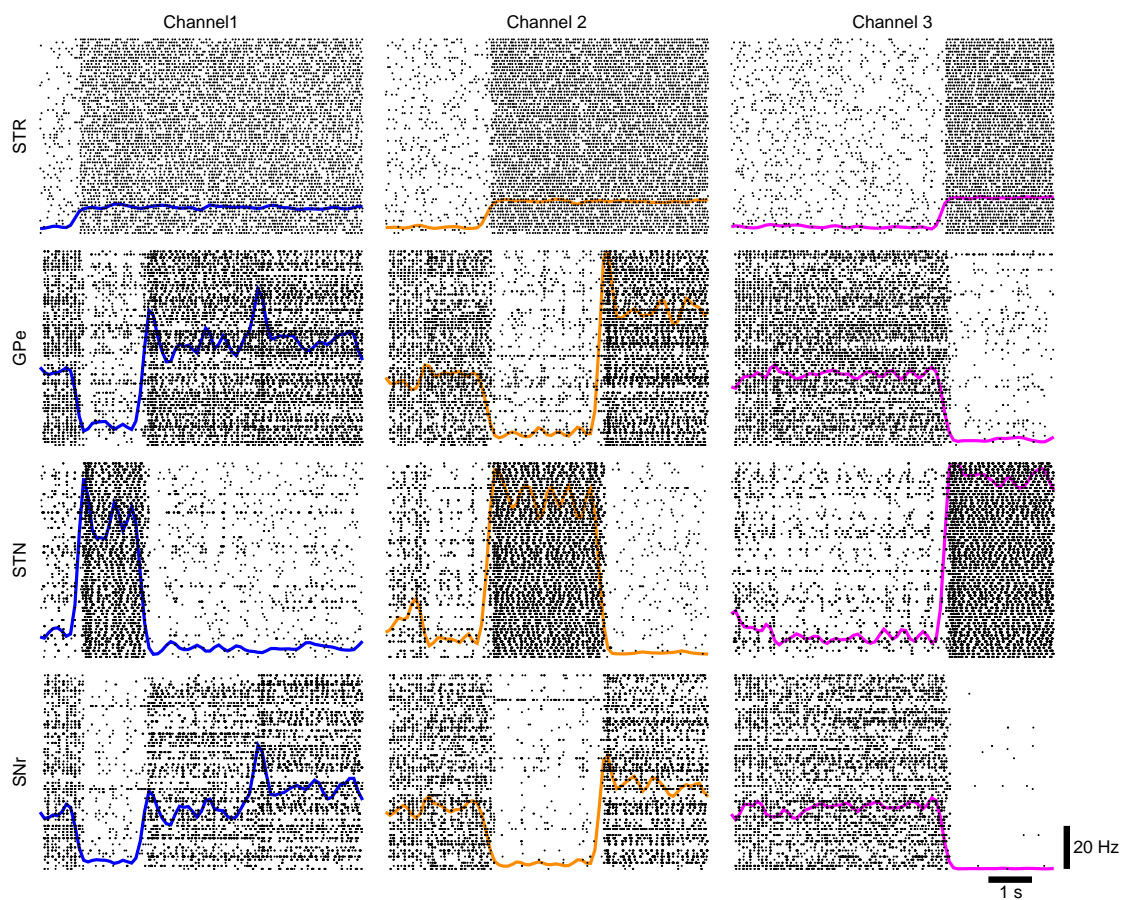 Channel1
Channel 2
Channel 3
STR
GPe
STN
SNr
20 Hz
1 s